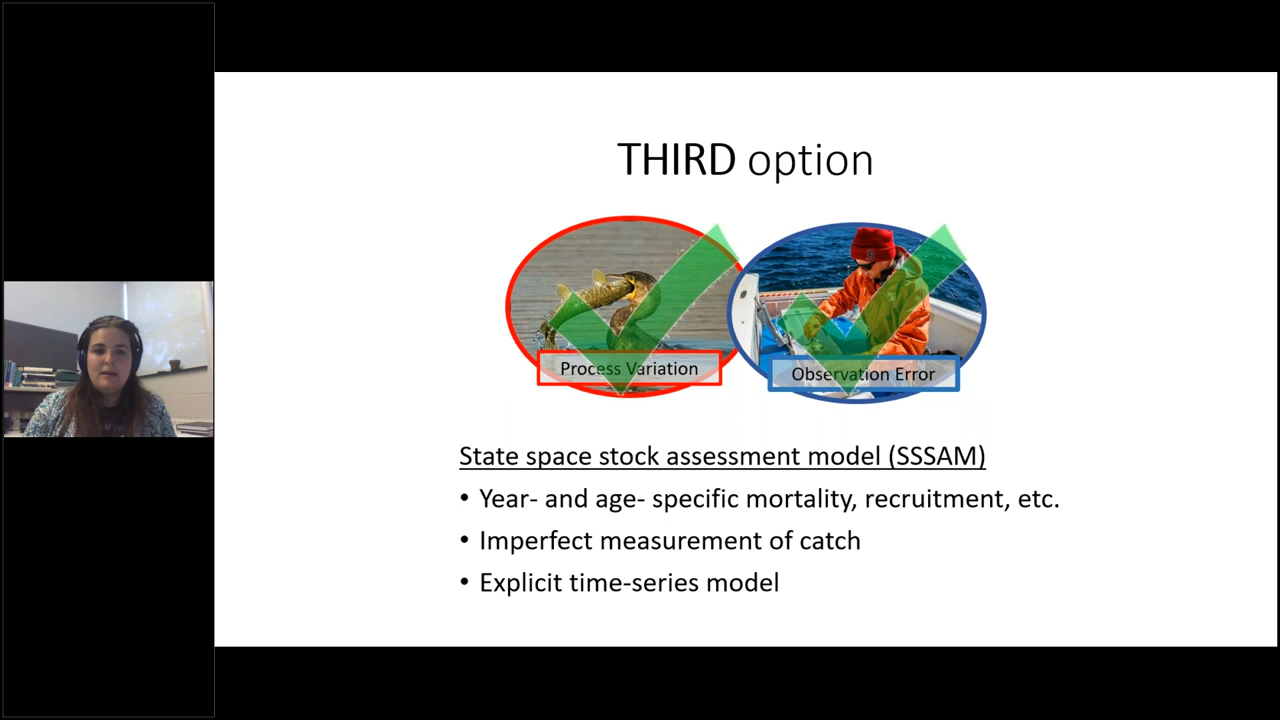 THIRD option
Process Variation
Observation Error
State space stock assessment model (SSSAM)
• Year- and age- specific mortality, recruitment, etc.
• Imperfect measurement of catch
• Explicit time-series model